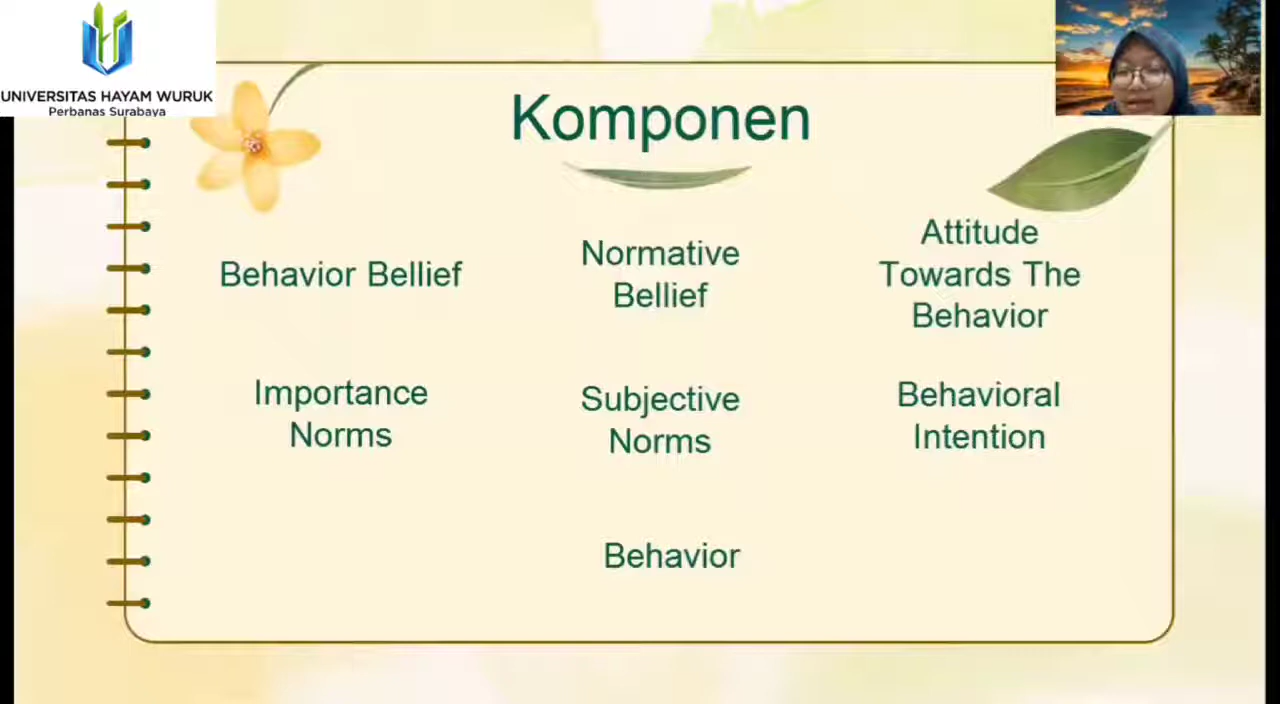 UNIVERSITAS HAYAM WURUK
Perbanas Surabaya
Komponen
Behavior Bellief
Normative
Bellief
Attitude
Towards The
Behavior
Importance
Norms
Subjective
Norms
Behavioral
Intention
Behavior